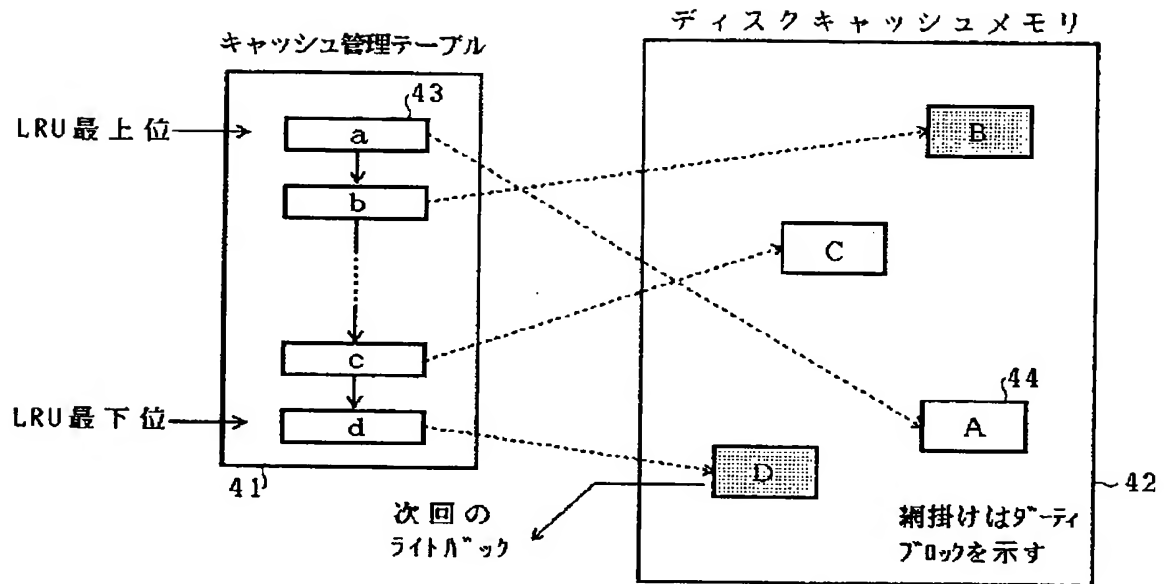 ディスクキャッシュメモリ
キャッシュ管理テーブル
43
LRU最上位
a
B
b
C
c
44
LRU最下位
d
A
D
41
42
次回の
ライトバック
網掛けはダーティ
ブロックを示す